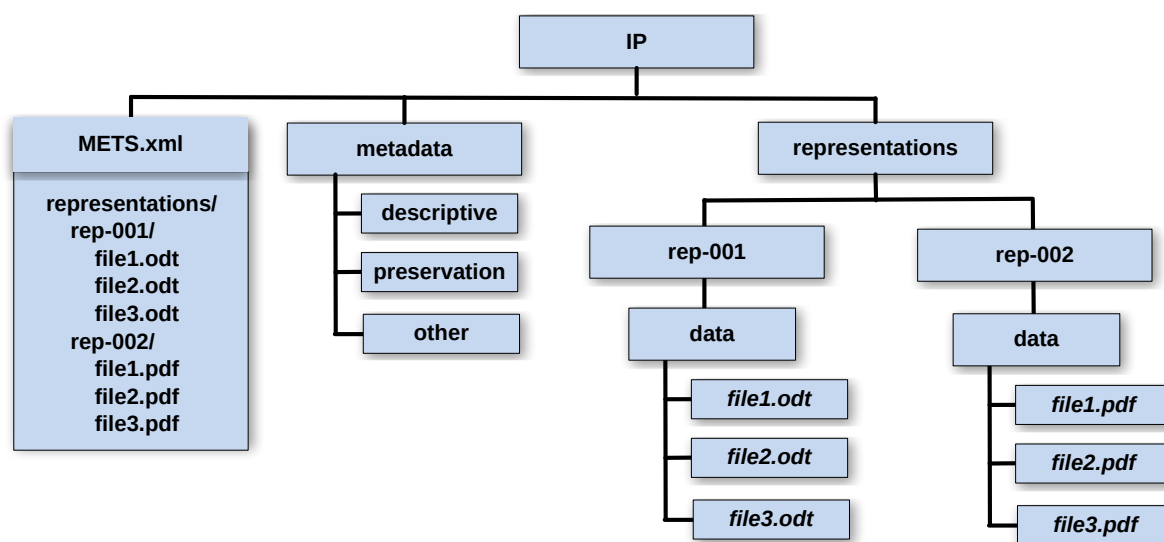 IP
METS.xml
representations/
rep-001/
file1.odt
file2.odt
file3.odt
rep-002/
file1.pdf
file2.pdf
file3.pdf
metadata
descriptive
preservation
other
representations
rep-001
data
file1.odt
file2.odt
file3.odt
rep-002
data
file1.pdf
file2.pdf
file3.pdf